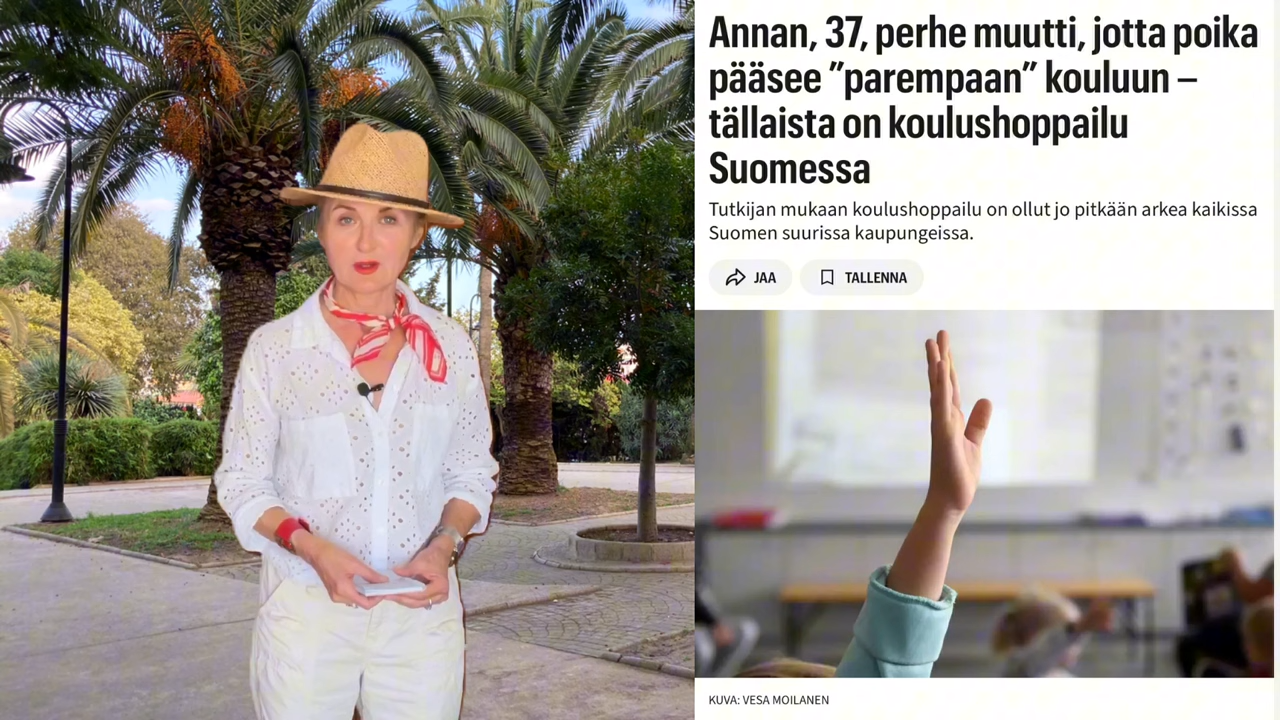 Annan, 37, perhe muutti, jotta poika
pääsee ”parempaan” kouluun –
tällaista on koulushoppailu
Suomessa
Tutkijan mukaan koulushoppailu on ollut jo pitkään arkea kaikissa
Suomen suurissa kaupungeissa.
JAA
TALLENNA
KUVA: VESA MOILANEN